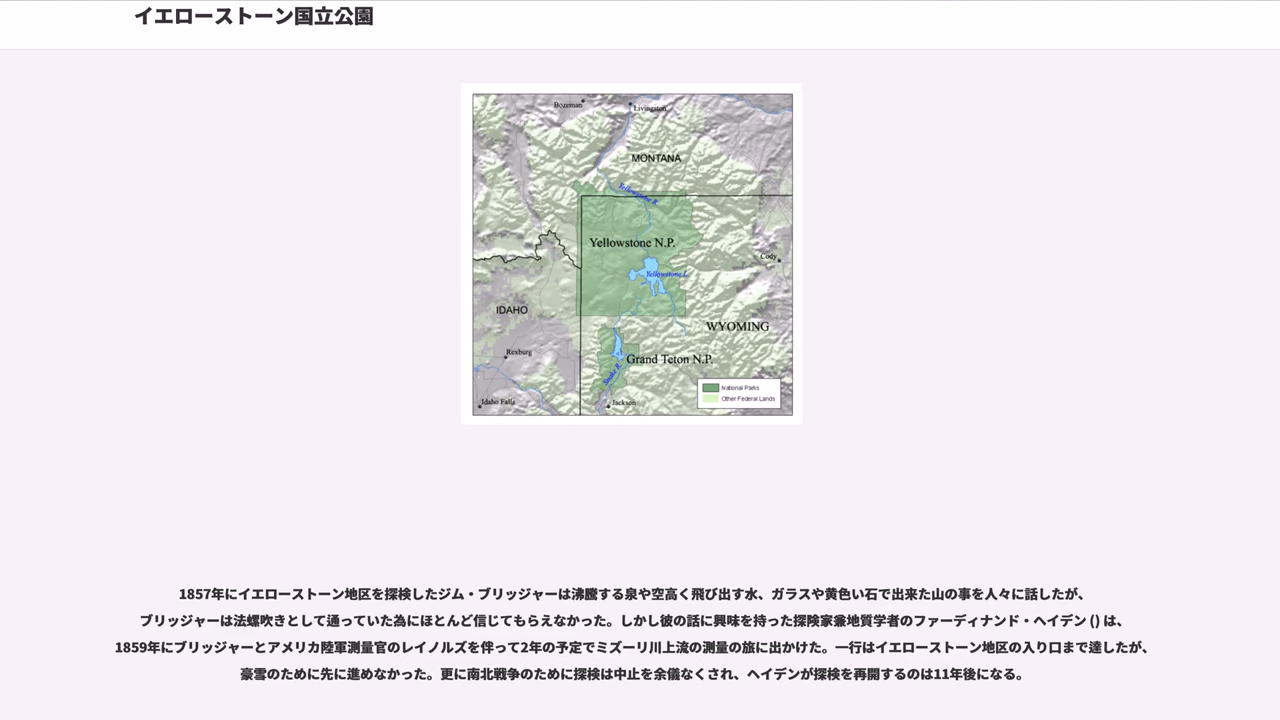 イエローストーン国立公園
Bozeman
Livingston
MONTANA
Yellowstone R.
Yellowstone N.P.
Cody
Yellowstone L.
IDAHO
WYOMING
Rexburg
Grand Teton N.P.
Snake R.
National Parks
Other Federal Lands
Idaho Falls
Jackson
1857年にイエローストーン地区を探検したジム・ブリッジャーは沸騰する泉や空高く飛び出す水、ガラスや黄色い石で出来た山の事を人々に話したが、
ブリッジャーは法螺吹きとして通っていた為にほとんど信じてもらえなかった。しかし彼の話に興味を持った探険家兼地質学者のファーディナンド・ヘイデン () は、
1859年にブリッジャーとアメリカ陸軍測量官のレイノルズを伴って2年の予定でミズーリ川上流の測量の旅に出かけた。一行はイエローストーン地区の入り口まで達したが、
豪雪のために先に進めなかった。更に南北戦争のために探検は中止を余儀なくされ、ヘイデンが探検を再開するのは11年後になる。